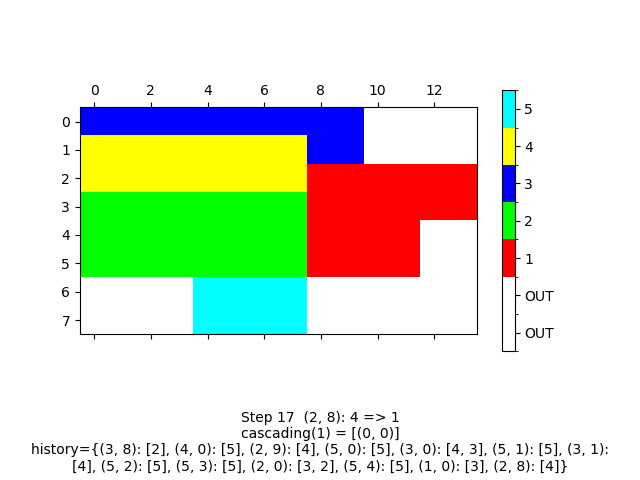 0 2 4 6 8 10 12
0
1
2
3
4
5
6
7
5
4
3
2
1
OUT
OUT
Step 17  (2, 8): 4 => 1
cascading(1) = [(0, 0)]
history={(3, 8): [2], (4, 0): [5], (2, 9): [4], (5, 0): [5], (3, 0): [4, 3], (5, 1): [5], (3, 1):
[4], (5, 2): [5], (5, 3): [5], (2, 0): [3, 2], (5, 4): [5], (1, 0): [3], (2, 8): [4]}